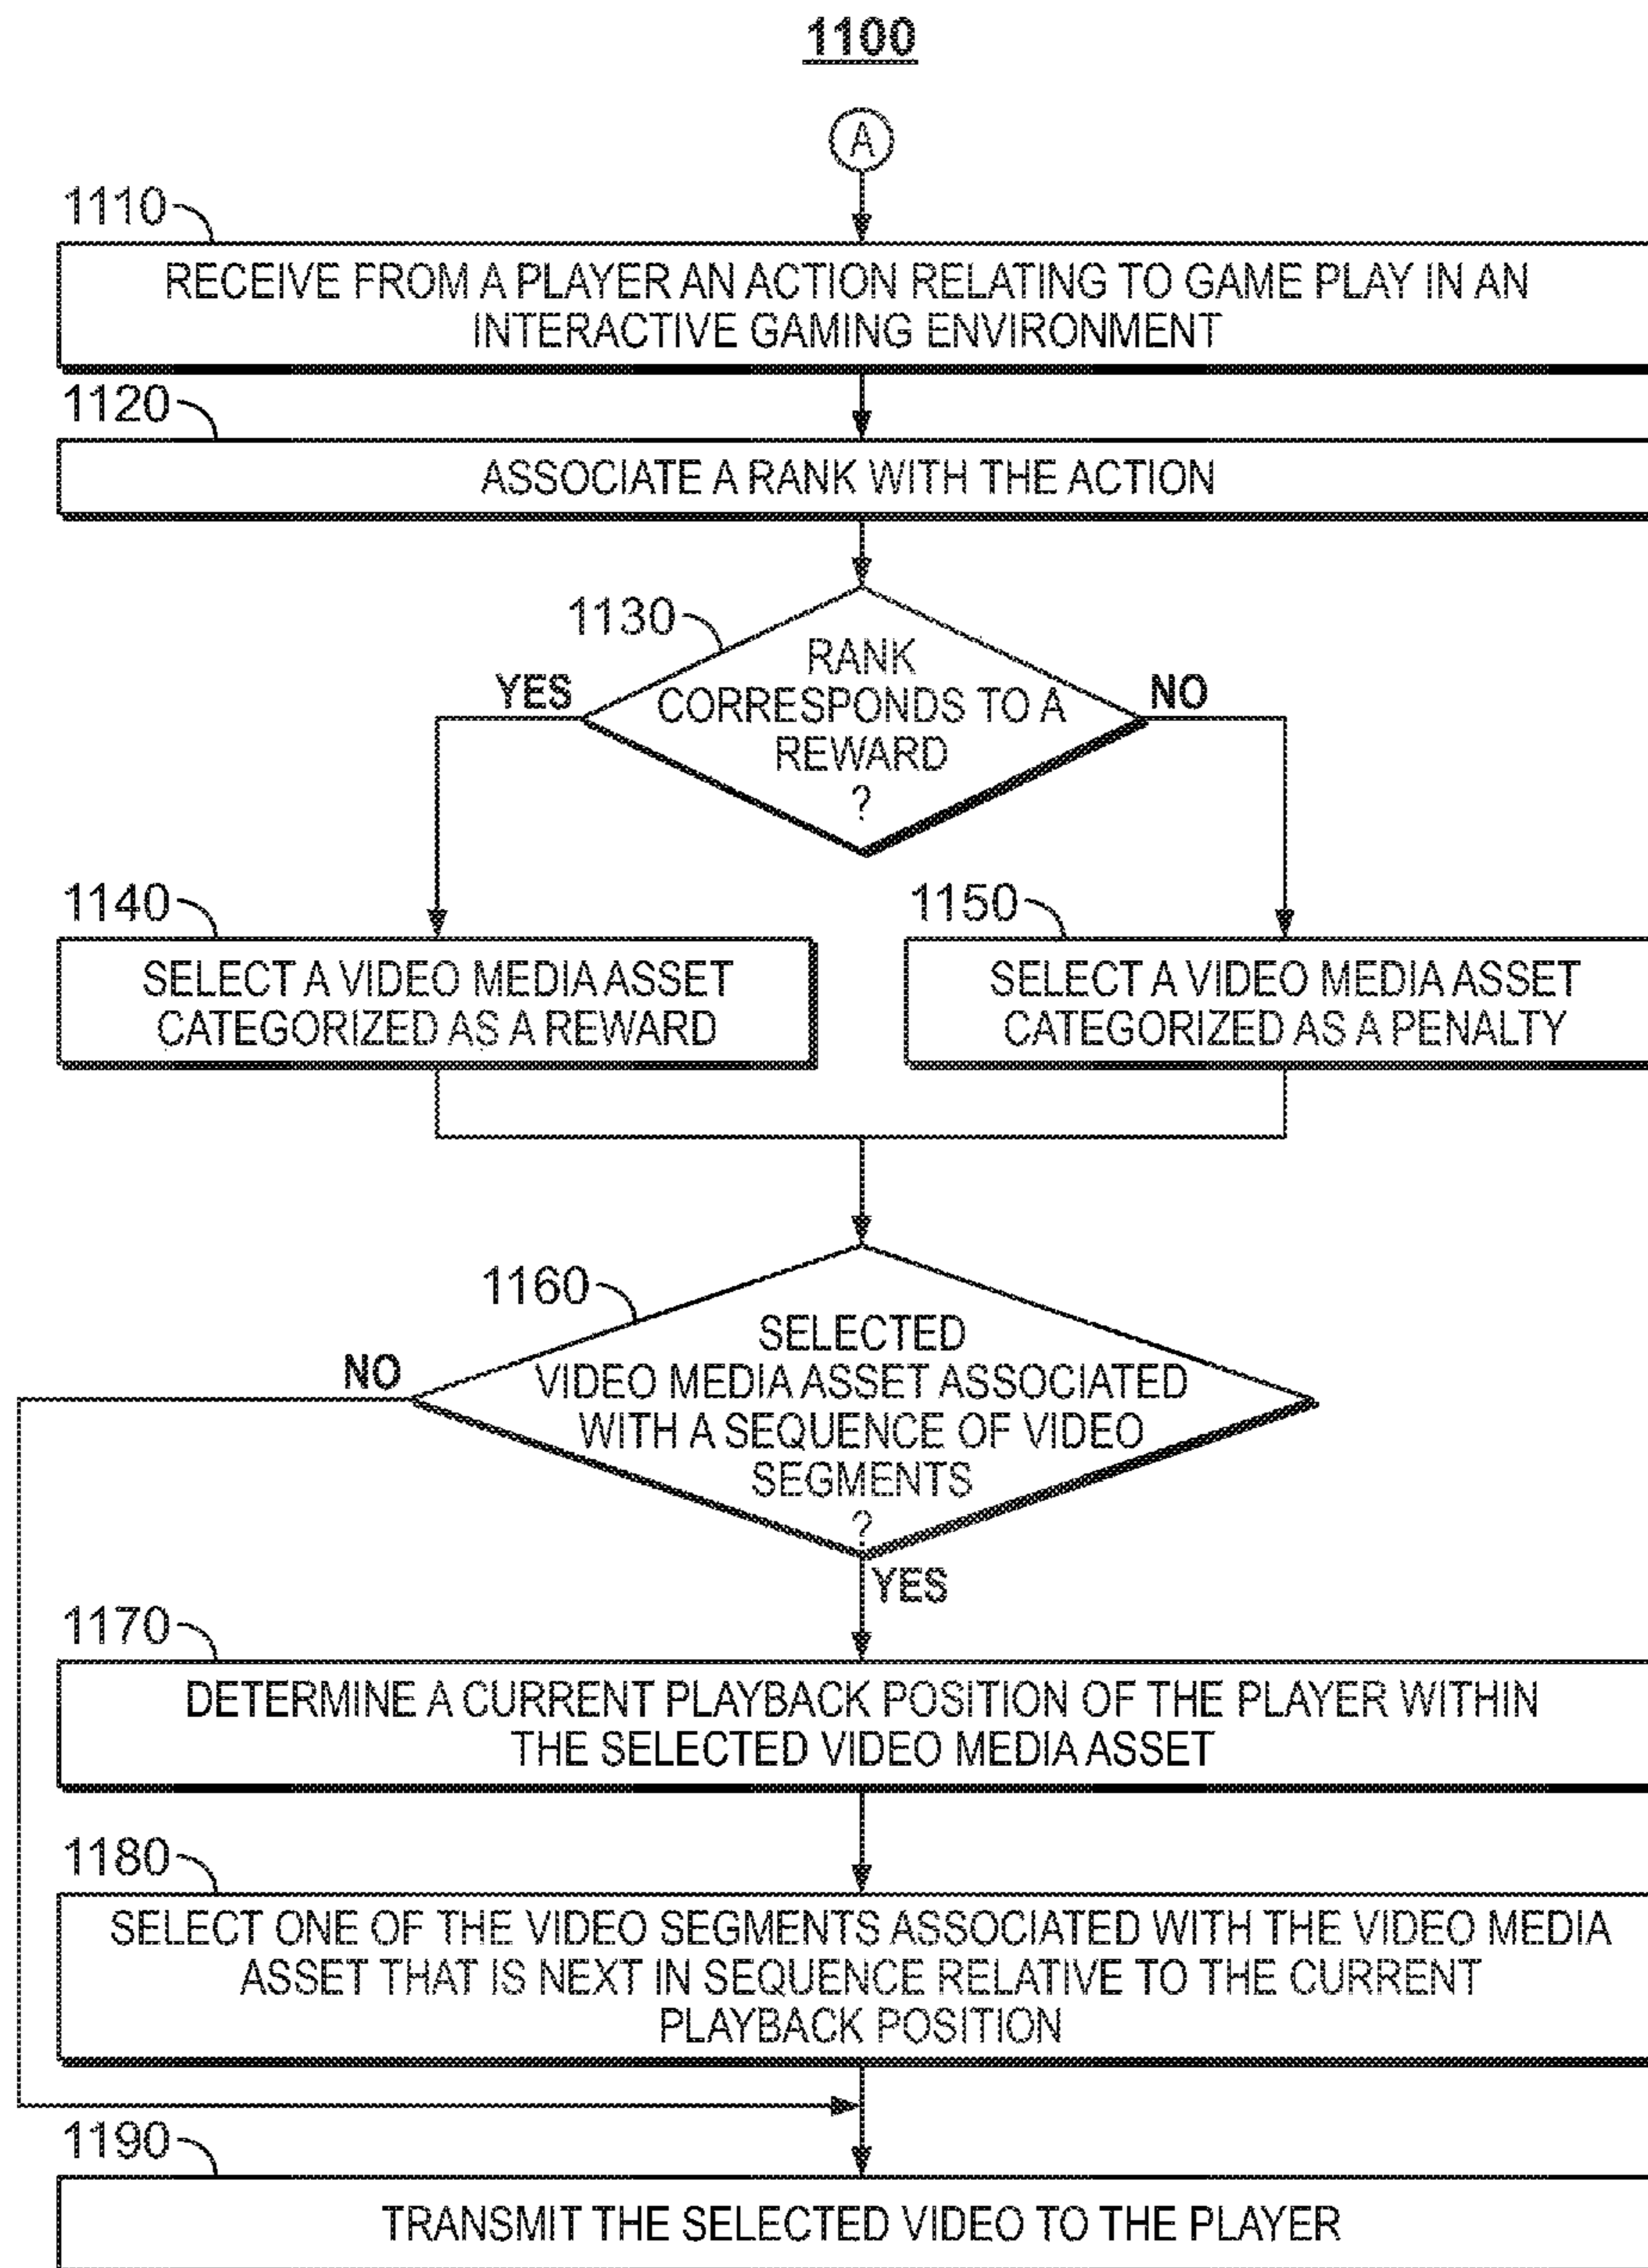 1100
A
1110
RECEIVE FROM A PLAYER AN ACTION RELATING TO GAME PLAY IN AN
INTERACTIVE GAMING ENVIRONMENT
1120
ASSOCIATE A RANK WITH THE ACTION
1130
RANK
YES
CORRESPONDS TO A
NO
REWARD
?
1140
SELECT A VIDEO MEDIA ASSET
CATEGORIZED AS A REWARD
1150
SELECT A VIDEO MEDIA ASSET
CATEGORIZED AS A PENALTY
1160
SELECTED
NO
VIDEO MEDIA ASSET ASSOCIATED
WITH A SEQUENCE OF VIDEO
SEGMENTS
?
YES
1170
DETERMINE A CURRENT PLAYBACK POSITION OF THE PLAYER WITHIN
THE SELECTED VIDEO MEDIA ASSET
1180
SELECT ONE OF THE VIDEO SEGMENTS ASSOCIATED WITH THE VIDEO MEDIA
ASSET THAT IS NEXT IN SEQUENCE RELATIVE TO THE CURRENT
PLAYBACK POSITION
1190
TRANSMIT THE SELECTED VIDEO TO THE PLAYER